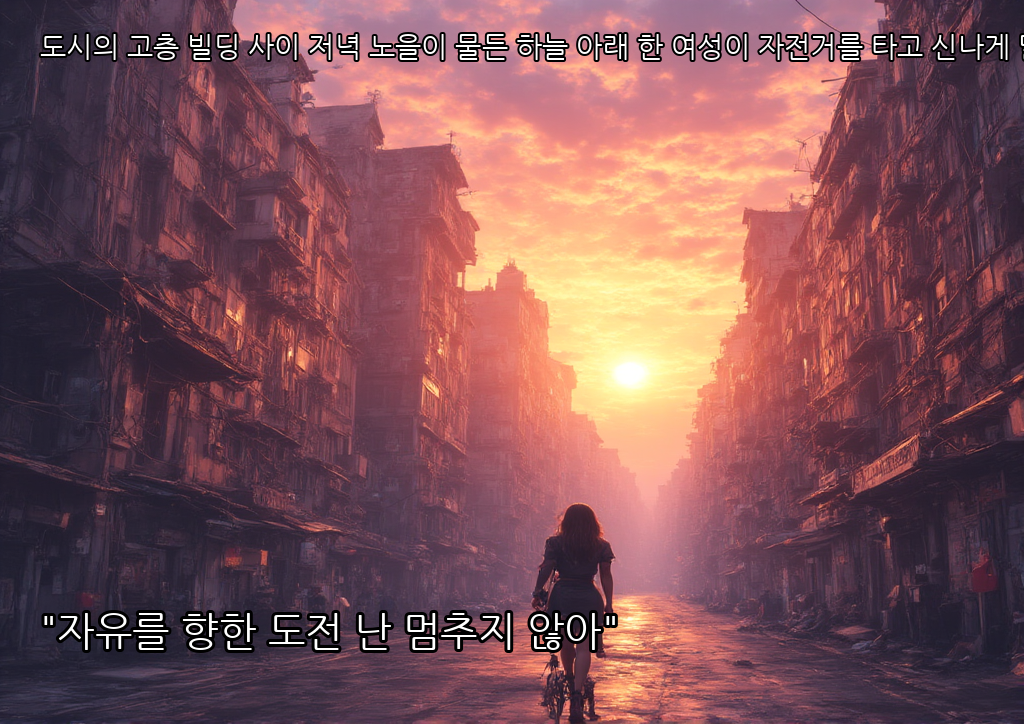 도시의 고층 빌딩 사이 저녁 노을이 물든 하늘 아래 한 여성이 자전거를 타고 신나게
"자유를 향한 도전 난 멈추지 않아"